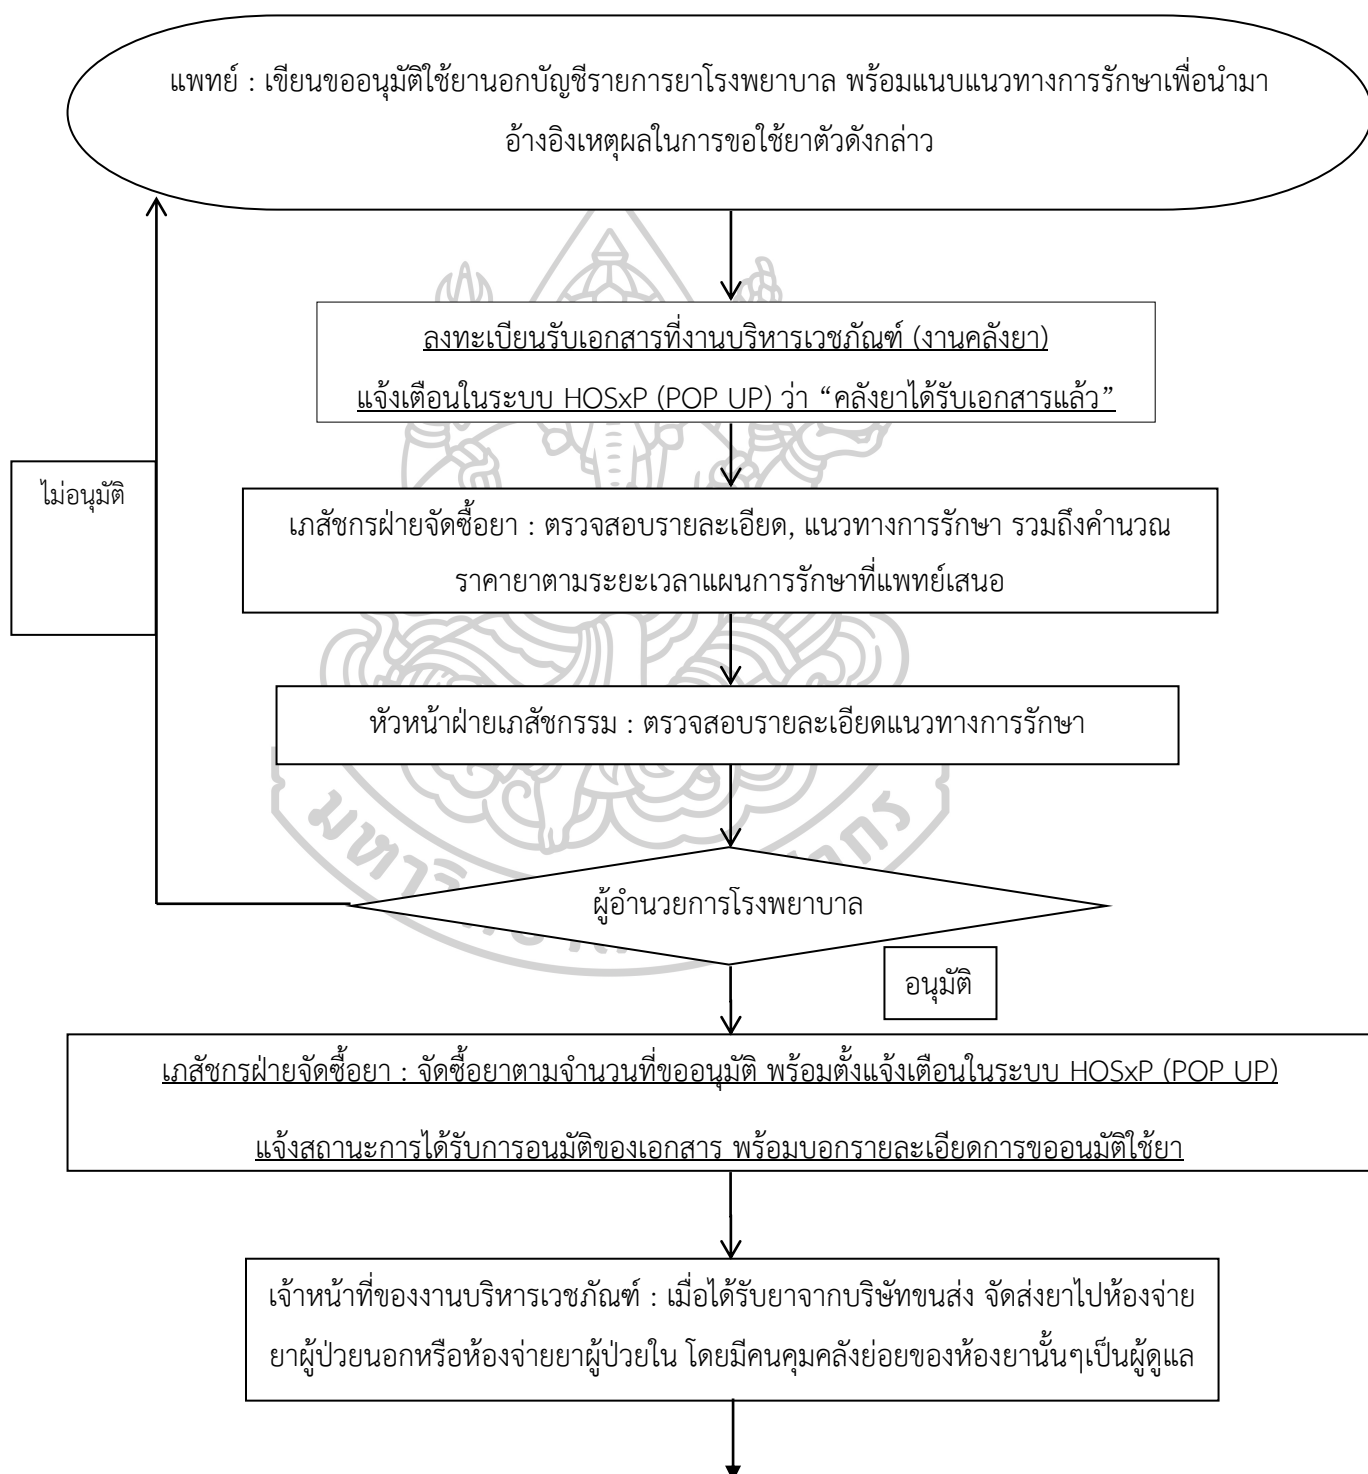 แพทย์ : เขียนขออนุมัติใช้ยานอกบัญชีรายการยาโรงพยาบาล พร้อมแนบแนวทางการรักษาเพื่อนำมา
อ้างอิงเหตุผลในการขอใช้ยาตัวดังกล่าว
ลงทะเบียนรับเอกสารที่งานบริหารเวชภัณฑ์ (งานคลังยา)
แจ้งเตือนในระบบ HOSxP (POP UP) ว่า “คลังยาได้รับเอกสารแล้ว”
ไม่อนุมัติ
เภสัชกรฝ่ายจัดซื้อยา : ตรวจสอบรายละเอียด, แนวทางการรักษา รวมถึงคำนวณ
ราคายาตามระยะเวลาแผนการรักษาที่แพทย์เสนอ
หัวหน้าฝ่ายเภสัชกรรม : ตรวจสอบรายละเอียดแนวทางการรักษา
ผู้อำนวยการโรงพยาบาล
อนุมัติ
เภสัชกรฝ่ายจัดซื้อยา : จัดซื้อยาตามจำนวนที่ขออนุมัติ พร้อมตั้งแจ้งเตือนในระบบ HOSxP (POP UP)
แจ้งสถานะการได้รับการอนมัติของเอกสาร พร้อมบอกรายละเอียดการขออนมัติใช้ยา
เจ้าหน้าที่ของงานบริหารเวชภัณฑ์ : เมื่อได้รับยาจากบริษัทขนส่ง จัดส่งยาไปห้องจ่าย
ยาผู้ป่วยนอกหรือห้องจ่ายยาผู้ป่วยใน โดยมีคนคุมคลังย่อยของห้องยานั้นๆเป็นผู้ดูแล